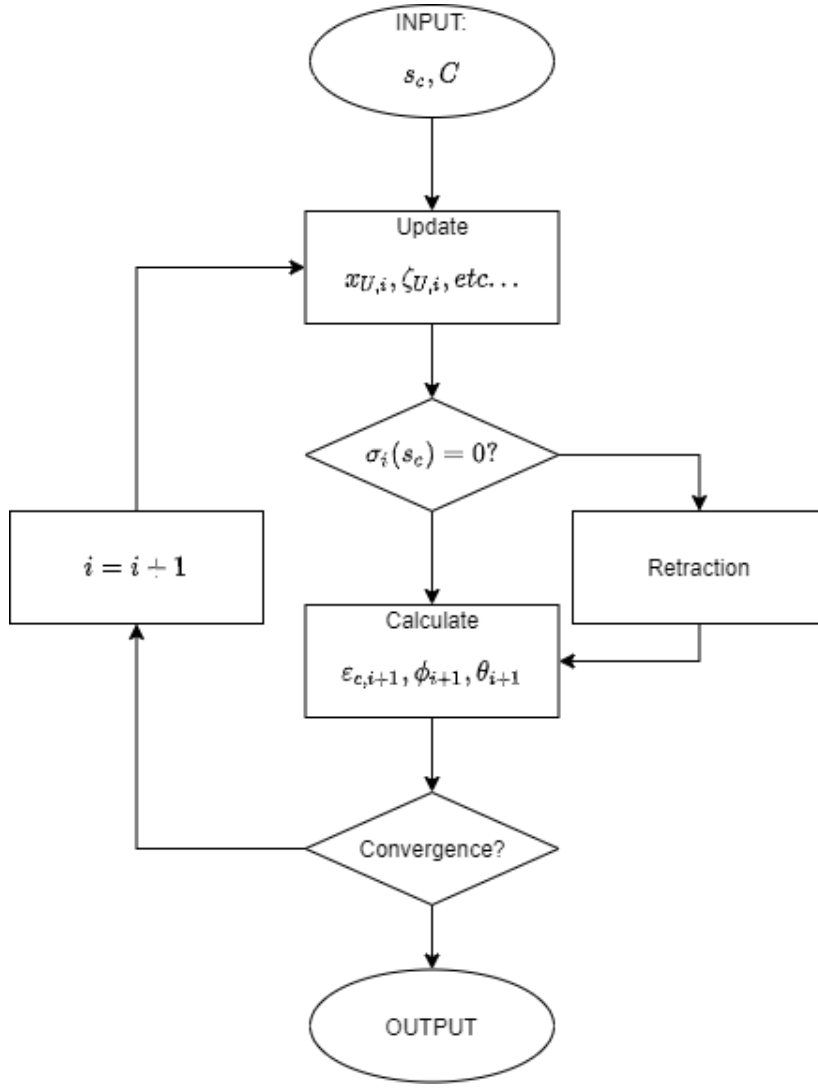 INPUT:
s_c, C
Update
x_{U,i}, ζ_{U,i}, etc...
σ_i(s_c) = 0?
i = i + 1
Retraction
Calculate
ε_{c,i+1}, ϕ_{i+1}, θ_{i+1}
Convergence?
OUTPUT